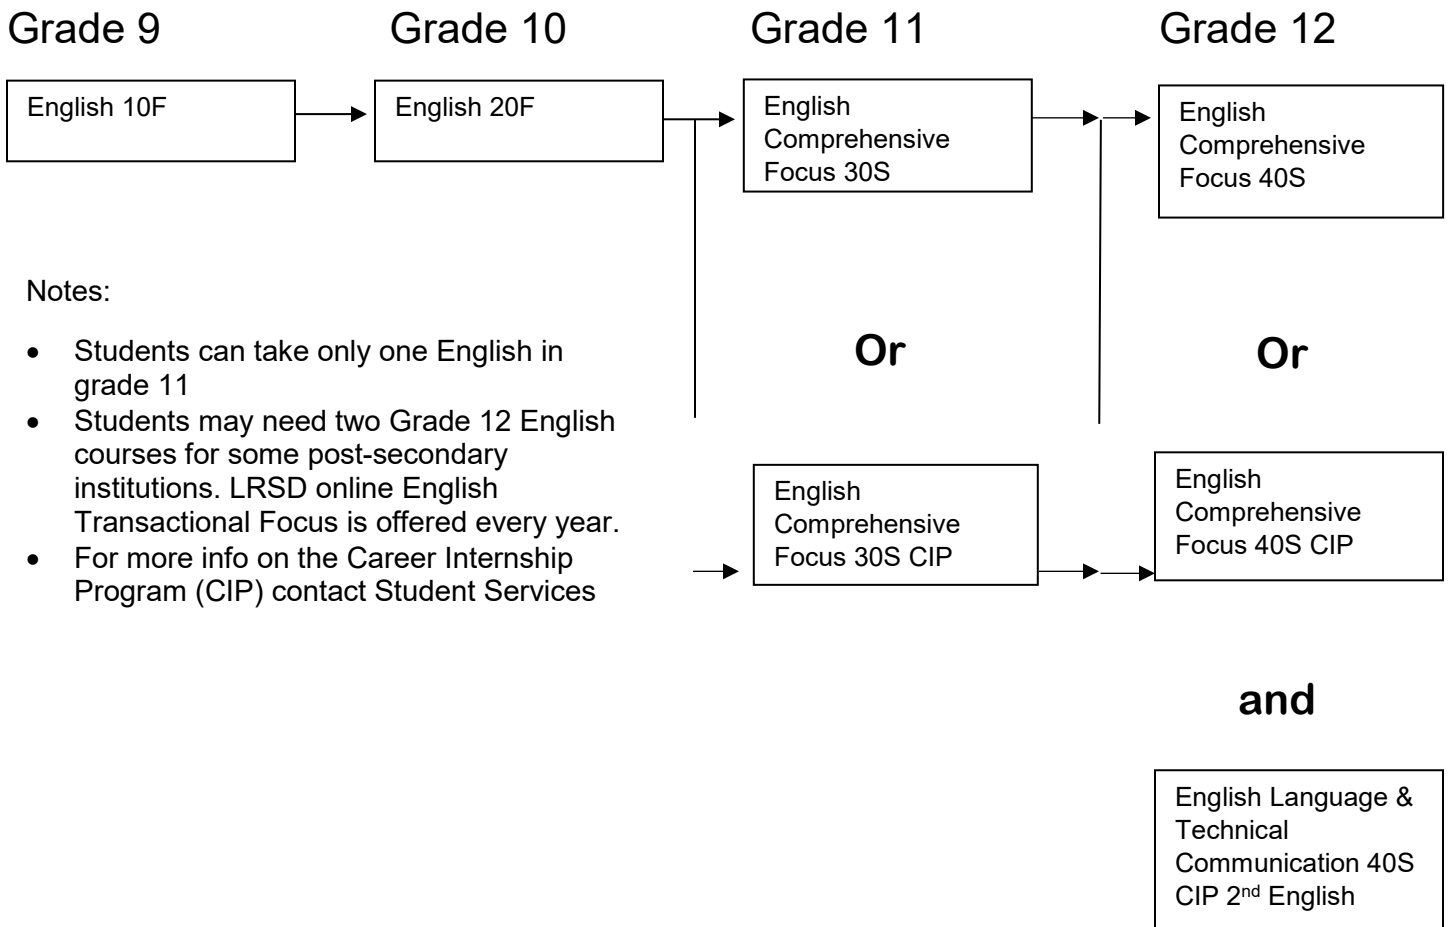 Grade 9
Grade 10
Grade 11
Grade 12
English 10F
English 20F
English
Comprehensive
Focus 30S
English
Comprehensive
Focus 40S
Notes:
• Students can take only one English in
grade 11
• Students may need two Grade 12 English
courses for some post-secondary
institutions. LRSD online English
Transactional Focus is offered every year.
• For more info on the Career Internship
Program (CIP) contact Student Services
Or
Or
English
Comprehensive
Focus 30S CIP
English
Comprehensive
Focus 40S CIP
and
English Language &
Technical
Communication 40S
CIP 2nd English